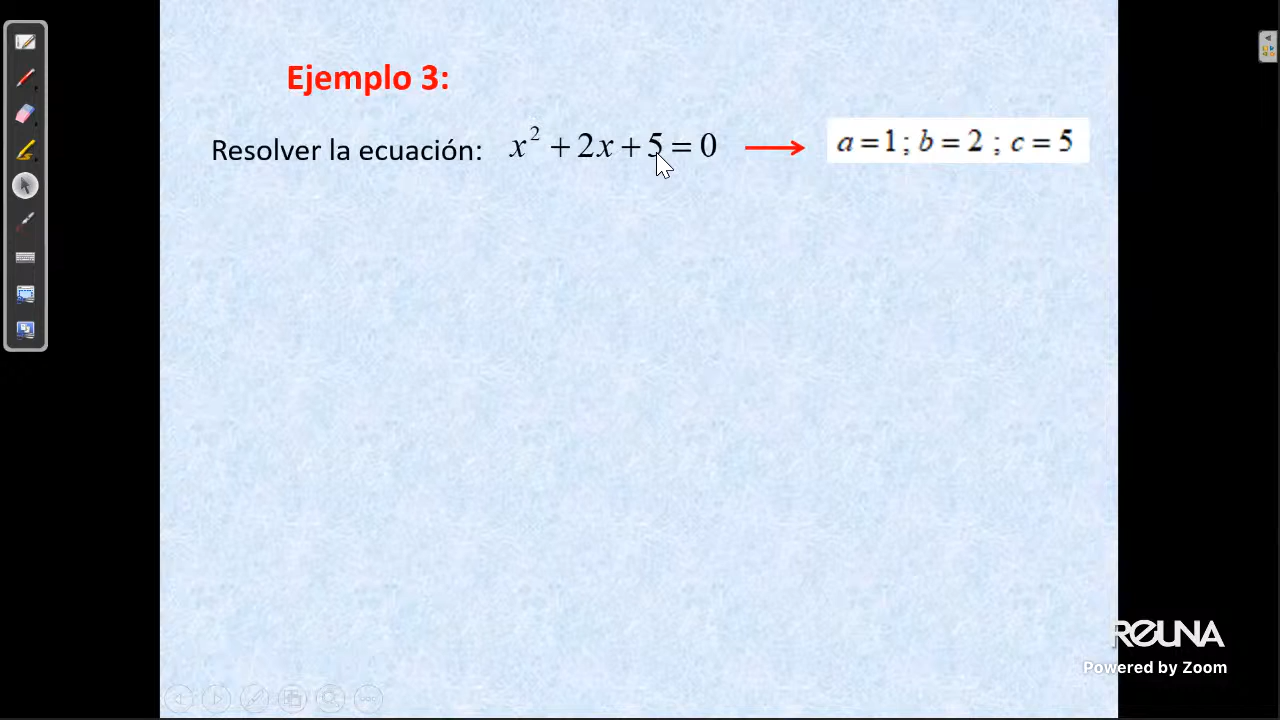 Ejemplo 3:
Resolver la ecuación: x² + 2x + 5 = 0 → a = 1 ; b = 2 ; c = 5
REUNA
Powered by Zoom